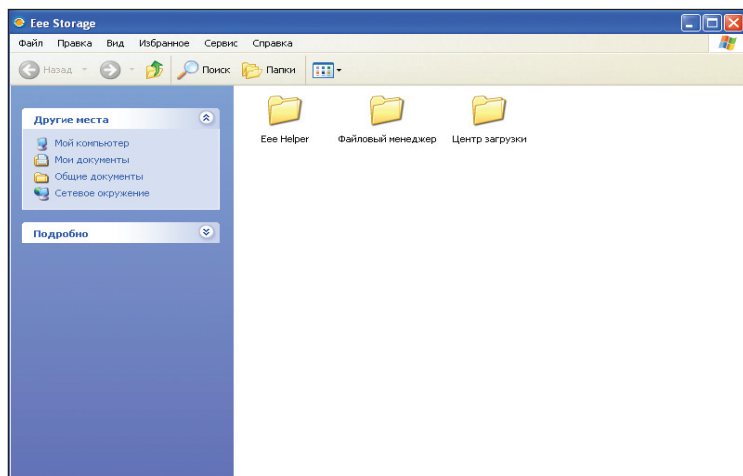 Eee Storage
Файл Правка Вид Избранное Сервис Справка
Назад Поиск Папки
Другие места
Мой компьютер
Мои документы
Общие документы
Сетевое окружение
Подробно
Eee Helper Файловый менеджер Центр загрузки